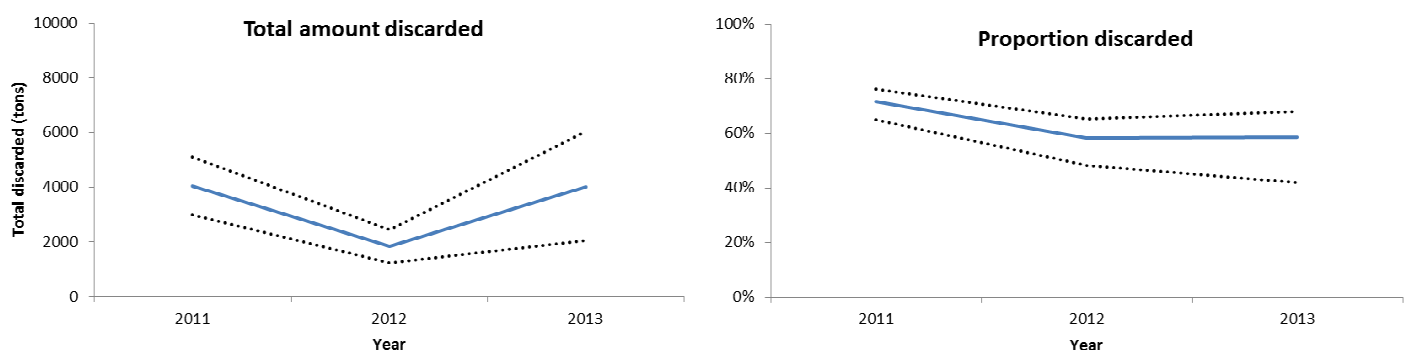 Total amount discarded
10000
8000
6000
4000
2000
0
Total discarded (tons)
2011 2012 2013
Year
Proportion discarded
100%
80%
60%
40%
20%
0%
2011 2012 2013
Year